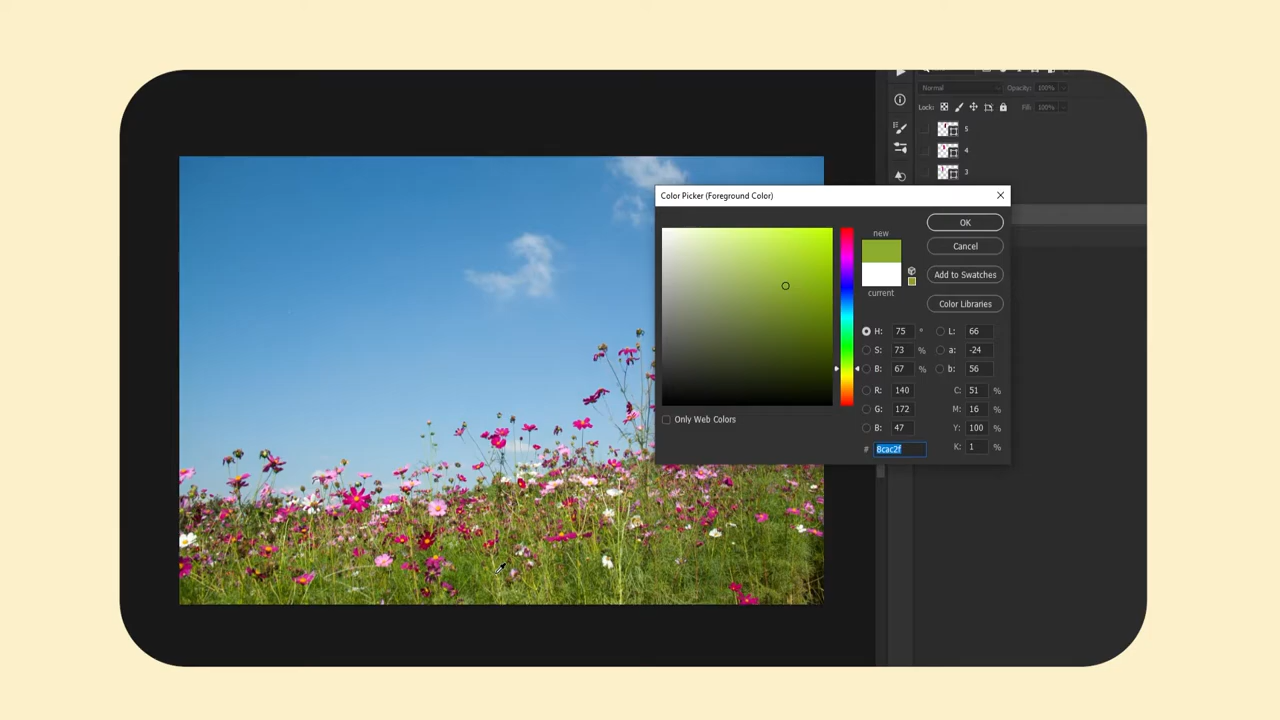 Normal Opacity: 100%
Lock: Fill: 100%
5
4
3
Color Picker (Foreground Color)
new
current
OK
Cancel
Add to Swatches
Color Libraries
H: 75 °
S: 73 %
B: 67 %
R: 140
G: 172
B: 47
# 8cac2f
L: 66
a: -24
b: 56
C: 51 %
M: 16 %
Y: 100 %
K: 1 %
Only Web Colors